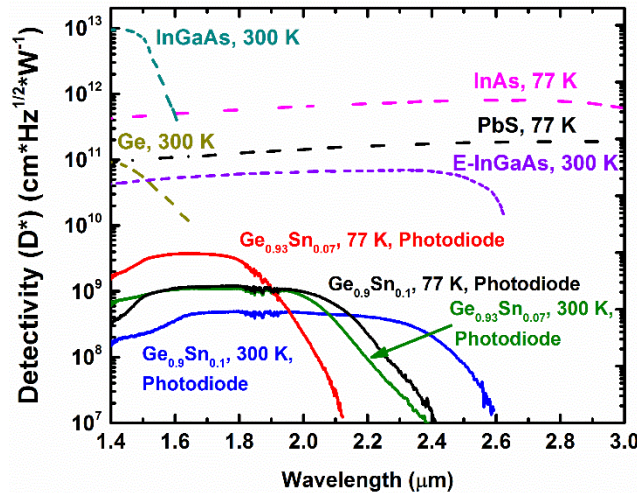 Detectivity (D*) (cm*Hz^1/2*W^-1)
10^13
10^12
10^11
10^10
10^9
10^8
10^7
InGaAs, 300 K
InAs, 77 K
Ge, 300 K
PbS, 77 K
E-InGaAs, 300 K
Ge0.93Sn0.07, 77 K, Photodiode
Ge0.9Sn0.1, 77 K, Photodiode
Ge0.93Sn0.07, 300 K,
Photodiode
Ge0.9Sn0.1, 300 K,
Photodiode
1.4 1.6 1.8 2.0 2.2 2.4 2.6 2.8 3.0
Wavelength (μm)